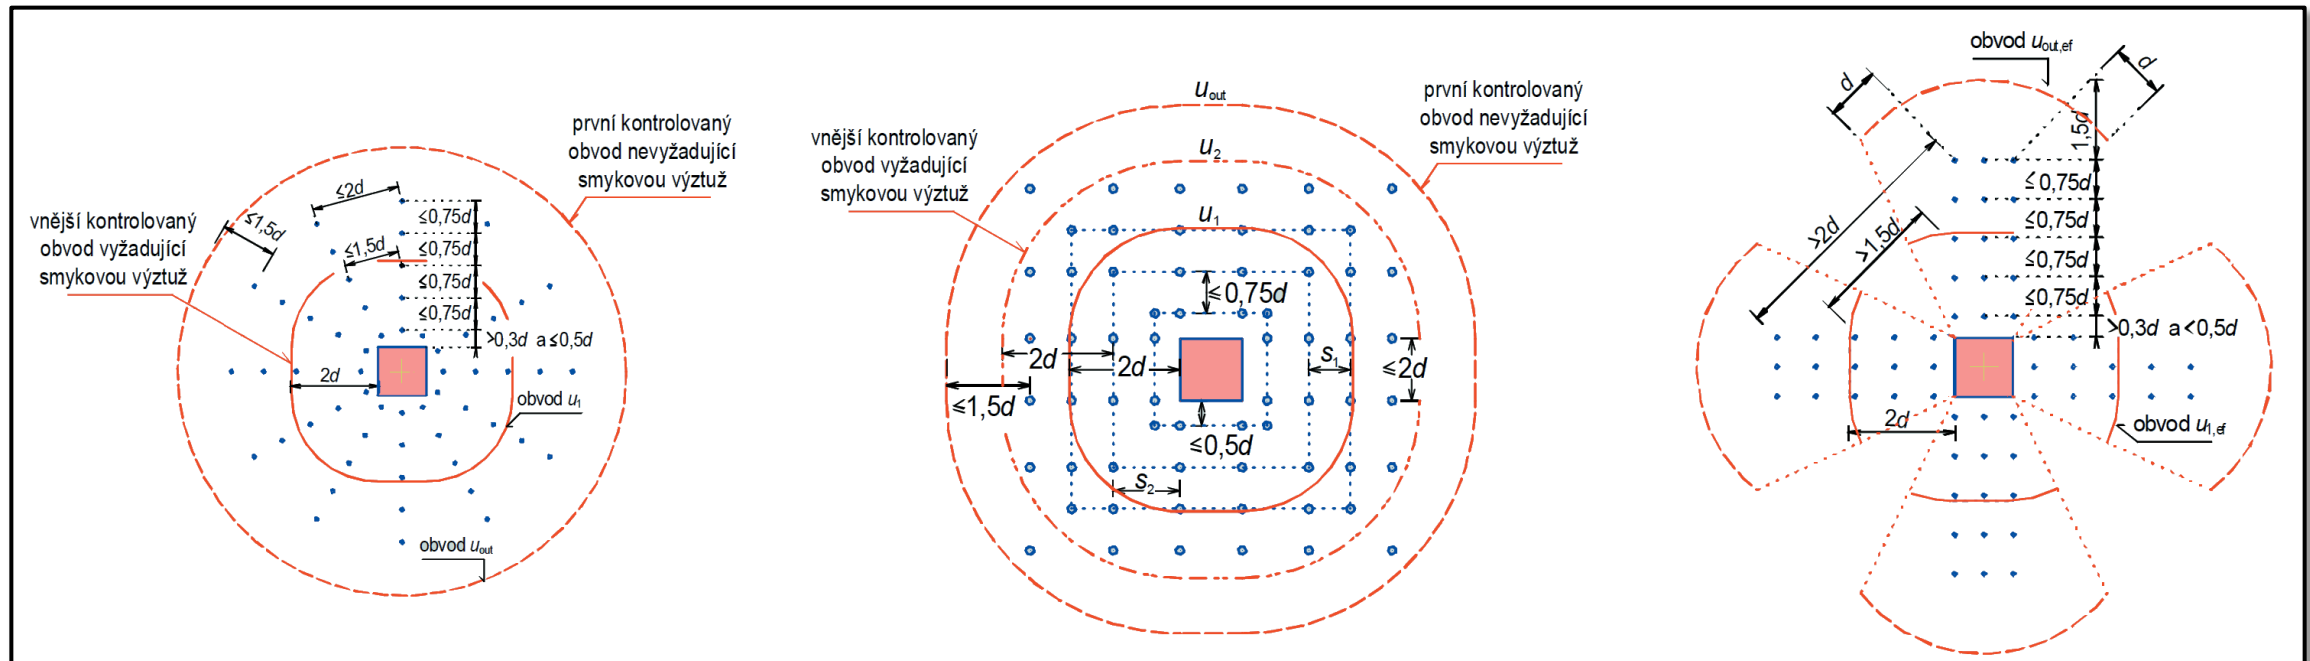 první kontrolovaný
obvod nevyžadující
smykovou výztuž
vnější kontrolovaný
obvod vyžadující
smykovou výztuž
≤2d
≤1,5d
≤1,5d
≤0,75d
≤0,75d
≤0,75d
≤0,75d
>0,3d a ≤0,5d
2d
obvod u1
obvod uout
uout
první kontrolovaný
obvod nevyžadující
smykovou výztuž
vnější kontrolovaný
obvod vyžadující
smykovou výztuž
u2
u1
≤0,75d
2d
2d
s1
≤2d
≤1,5d
≤0,5d
s2
obvod uout,ef
d
d
1,5d
>2d
>1,5d
≤0,75d
≤0,75d
≤0,75d
≤0,75d
>0,3d a<0,5d
2d
obvod u1,ef